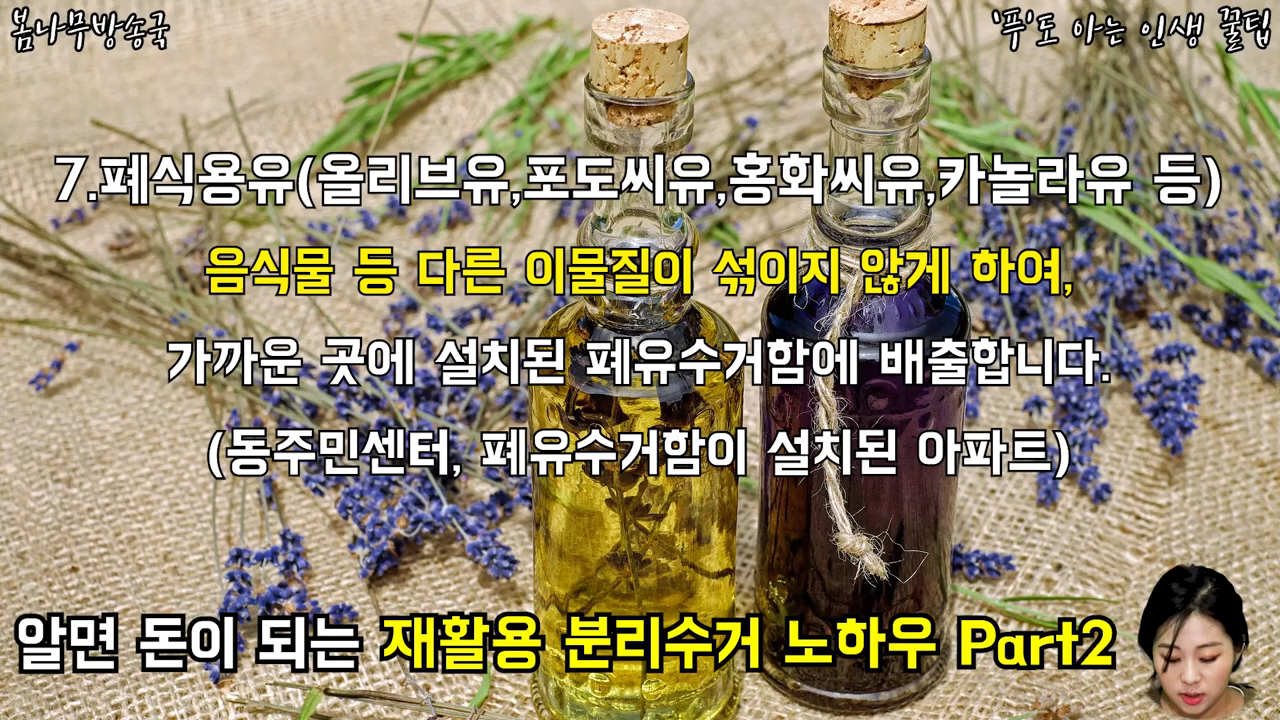 봄나무방송국
'푸'도 아는 인생 꿀팁
7.폐식용유(올리브유,포도씨유,홍화씨유,카놀라유 등)
음식물 등 다른 이물질이 섞이지 않게 하여,
가까운 곳에 설치된 폐유수거함에 배출합니다.
(동주민센터, 폐유수거함이 설치된 아파트)
알면 돈이 되는 재활용 분리수거 노하우 Part2